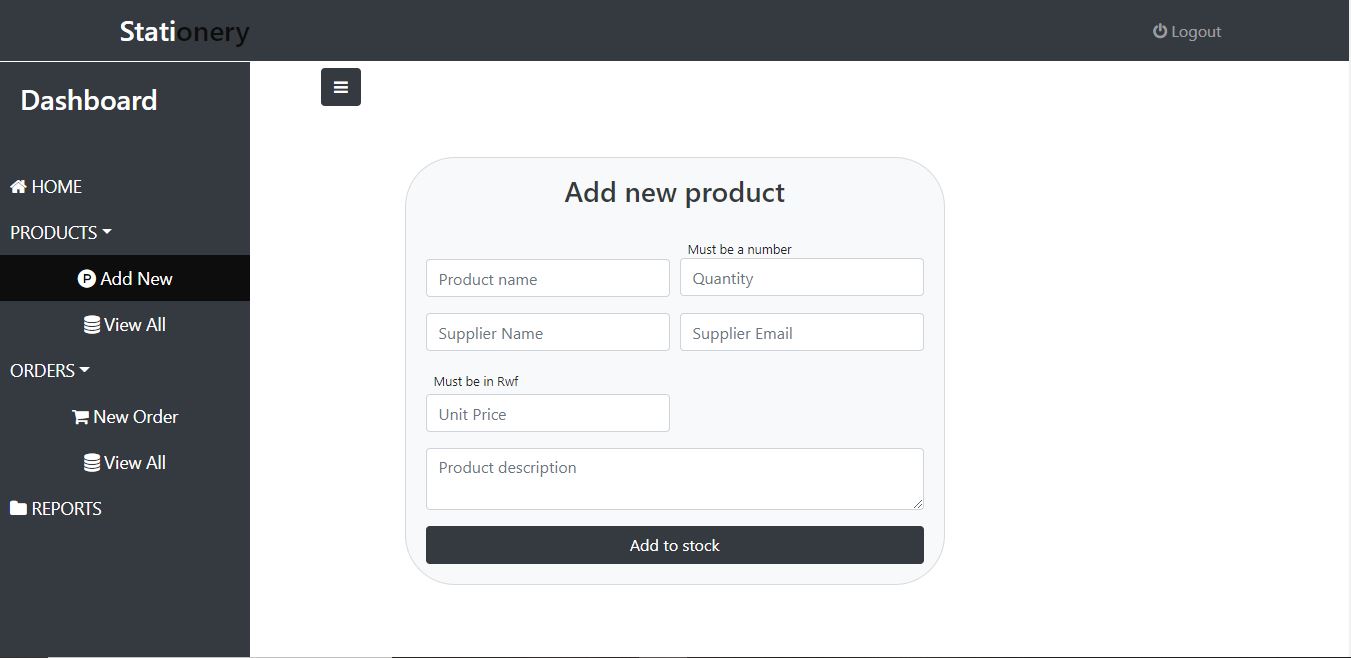 Stationery
Logout
Dashboard
HOME
PRODUCTS
P Add New
View All
ORDERS
New Order
View All
REPORTS
Add new product
Must be a number
Product name
Quantity
Supplier Name
Supplier Email
Must be in Rwf
Unit Price
Product description
Add to stock